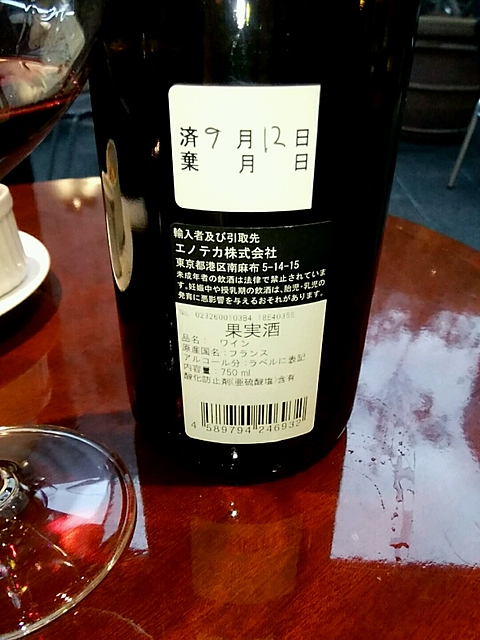 済 9月12日
棄 月 日
輸入者及び引取先
エノテカ株式会社
東京都港区南麻布 5-14-15
未成年者の飲酒は法律で禁止されていま
す。妊娠中や授乳期の飲酒は、胎児・乳児の
発育に悪影響を与えるおそれがあります。
No. 0232600103B4 18E40355
果実酒
品名: ワイン
原産国名:フランス
アルコール分:ラベルに表記
内容量:750 ml
酸化防止剤(亜硫酸塩)含有
4 589794 246932